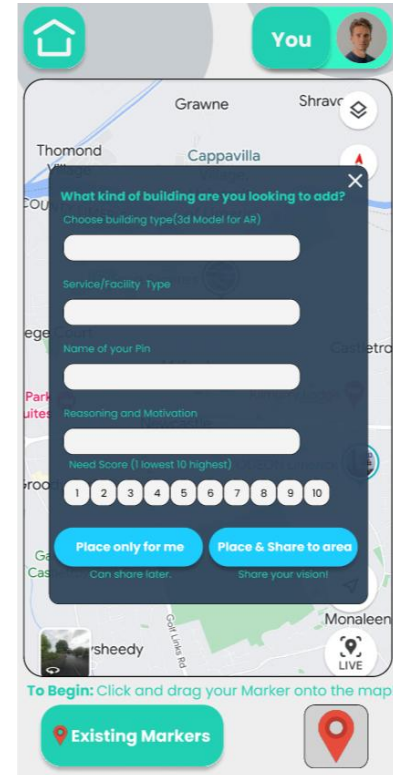 You
Grawne
Thomond
Cappavilla
What kind of building are you looking to add?
Choose building type(3d Model for AR)
Service/Facility Type
Name of your Pin
Reasoning and Motivation
Need Score (1 lowest 10 highest)
1 2 3 4 5 6 7 8 9 10
Place only for me Place & Share to area
Can share later. Share your vision!
Monaleen
Golf Links Rd
LIVE
To Begin: Click and drag your Marker onto the map
Existing Markers